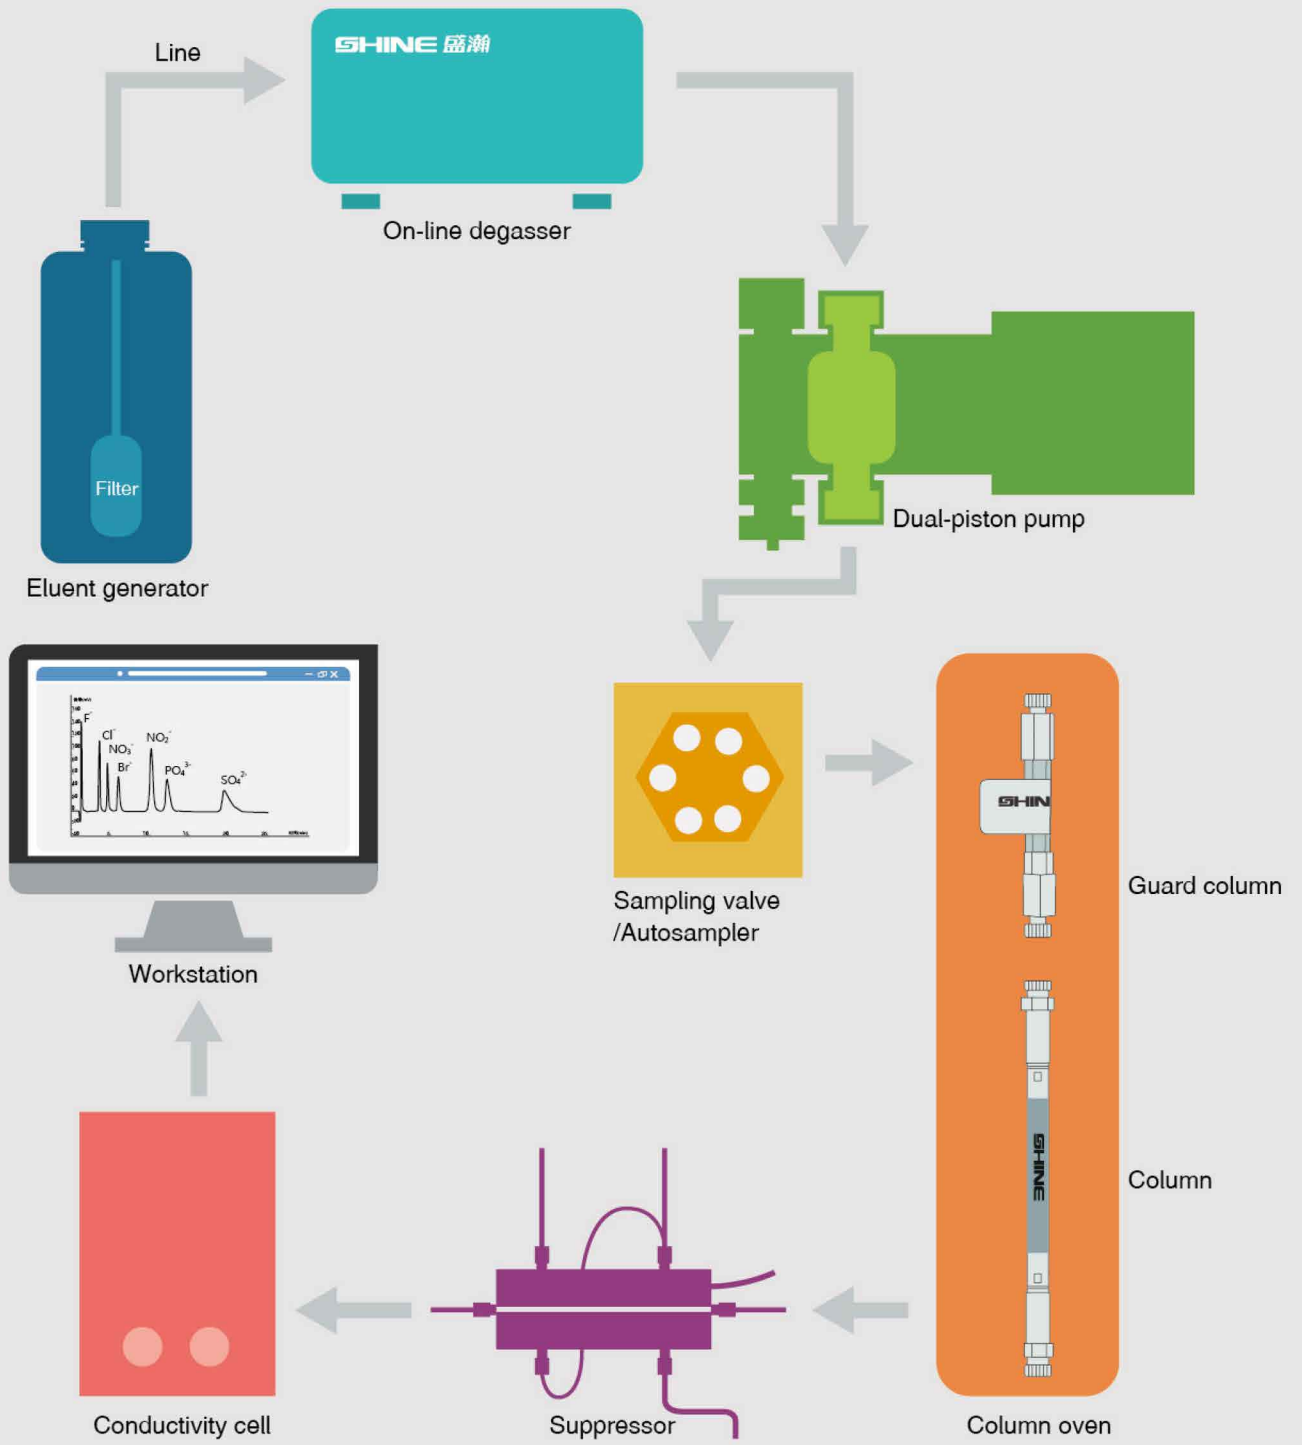 Line
SHINE 盛瀚
On-line degasser
Filter
Eluent generator
Dual-piston pump
F⁻
Cl⁻
NO₃⁻
Br⁻
NO₂⁻
PO₄³⁻
SO₄²⁻
Workstation
Sampling valve
/Autosampler
SHIN
Guard column
SHINE
Column
Conductivity cell
Suppressor
Column oven